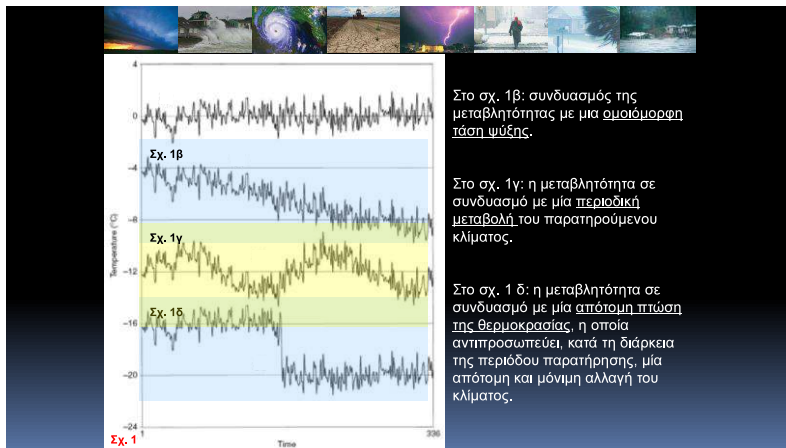 4
0
−4
−8
−12
−16
−20
−24
Temperature (°C)
Σχ. 1β
Σχ. 1γ
Σχ. 1δ
1
336
Time
Σχ. 1
Στο σχ. 1β: συνδυασμός της
μεταβλητότητας με μια ομοιόμορφη
τάση ψύξης.
Στο σχ. 1γ: η μεταβλητότητα σε
συνδυασμό με μία περιοδική
μεταβολή του παρατηρούμενου
κλίματος.
Στο σχ. 1 δ: η μεταβλητότητα σε
συνδυασμό με μία απότομη πτώση
της θερμοκρασίας, η οποία
αντιπροσωπεύει, κατά τη διάρκεια
της περιόδου παρατήρησης, μία
απότομη και μόνιμη αλλαγή του
κλίματος.